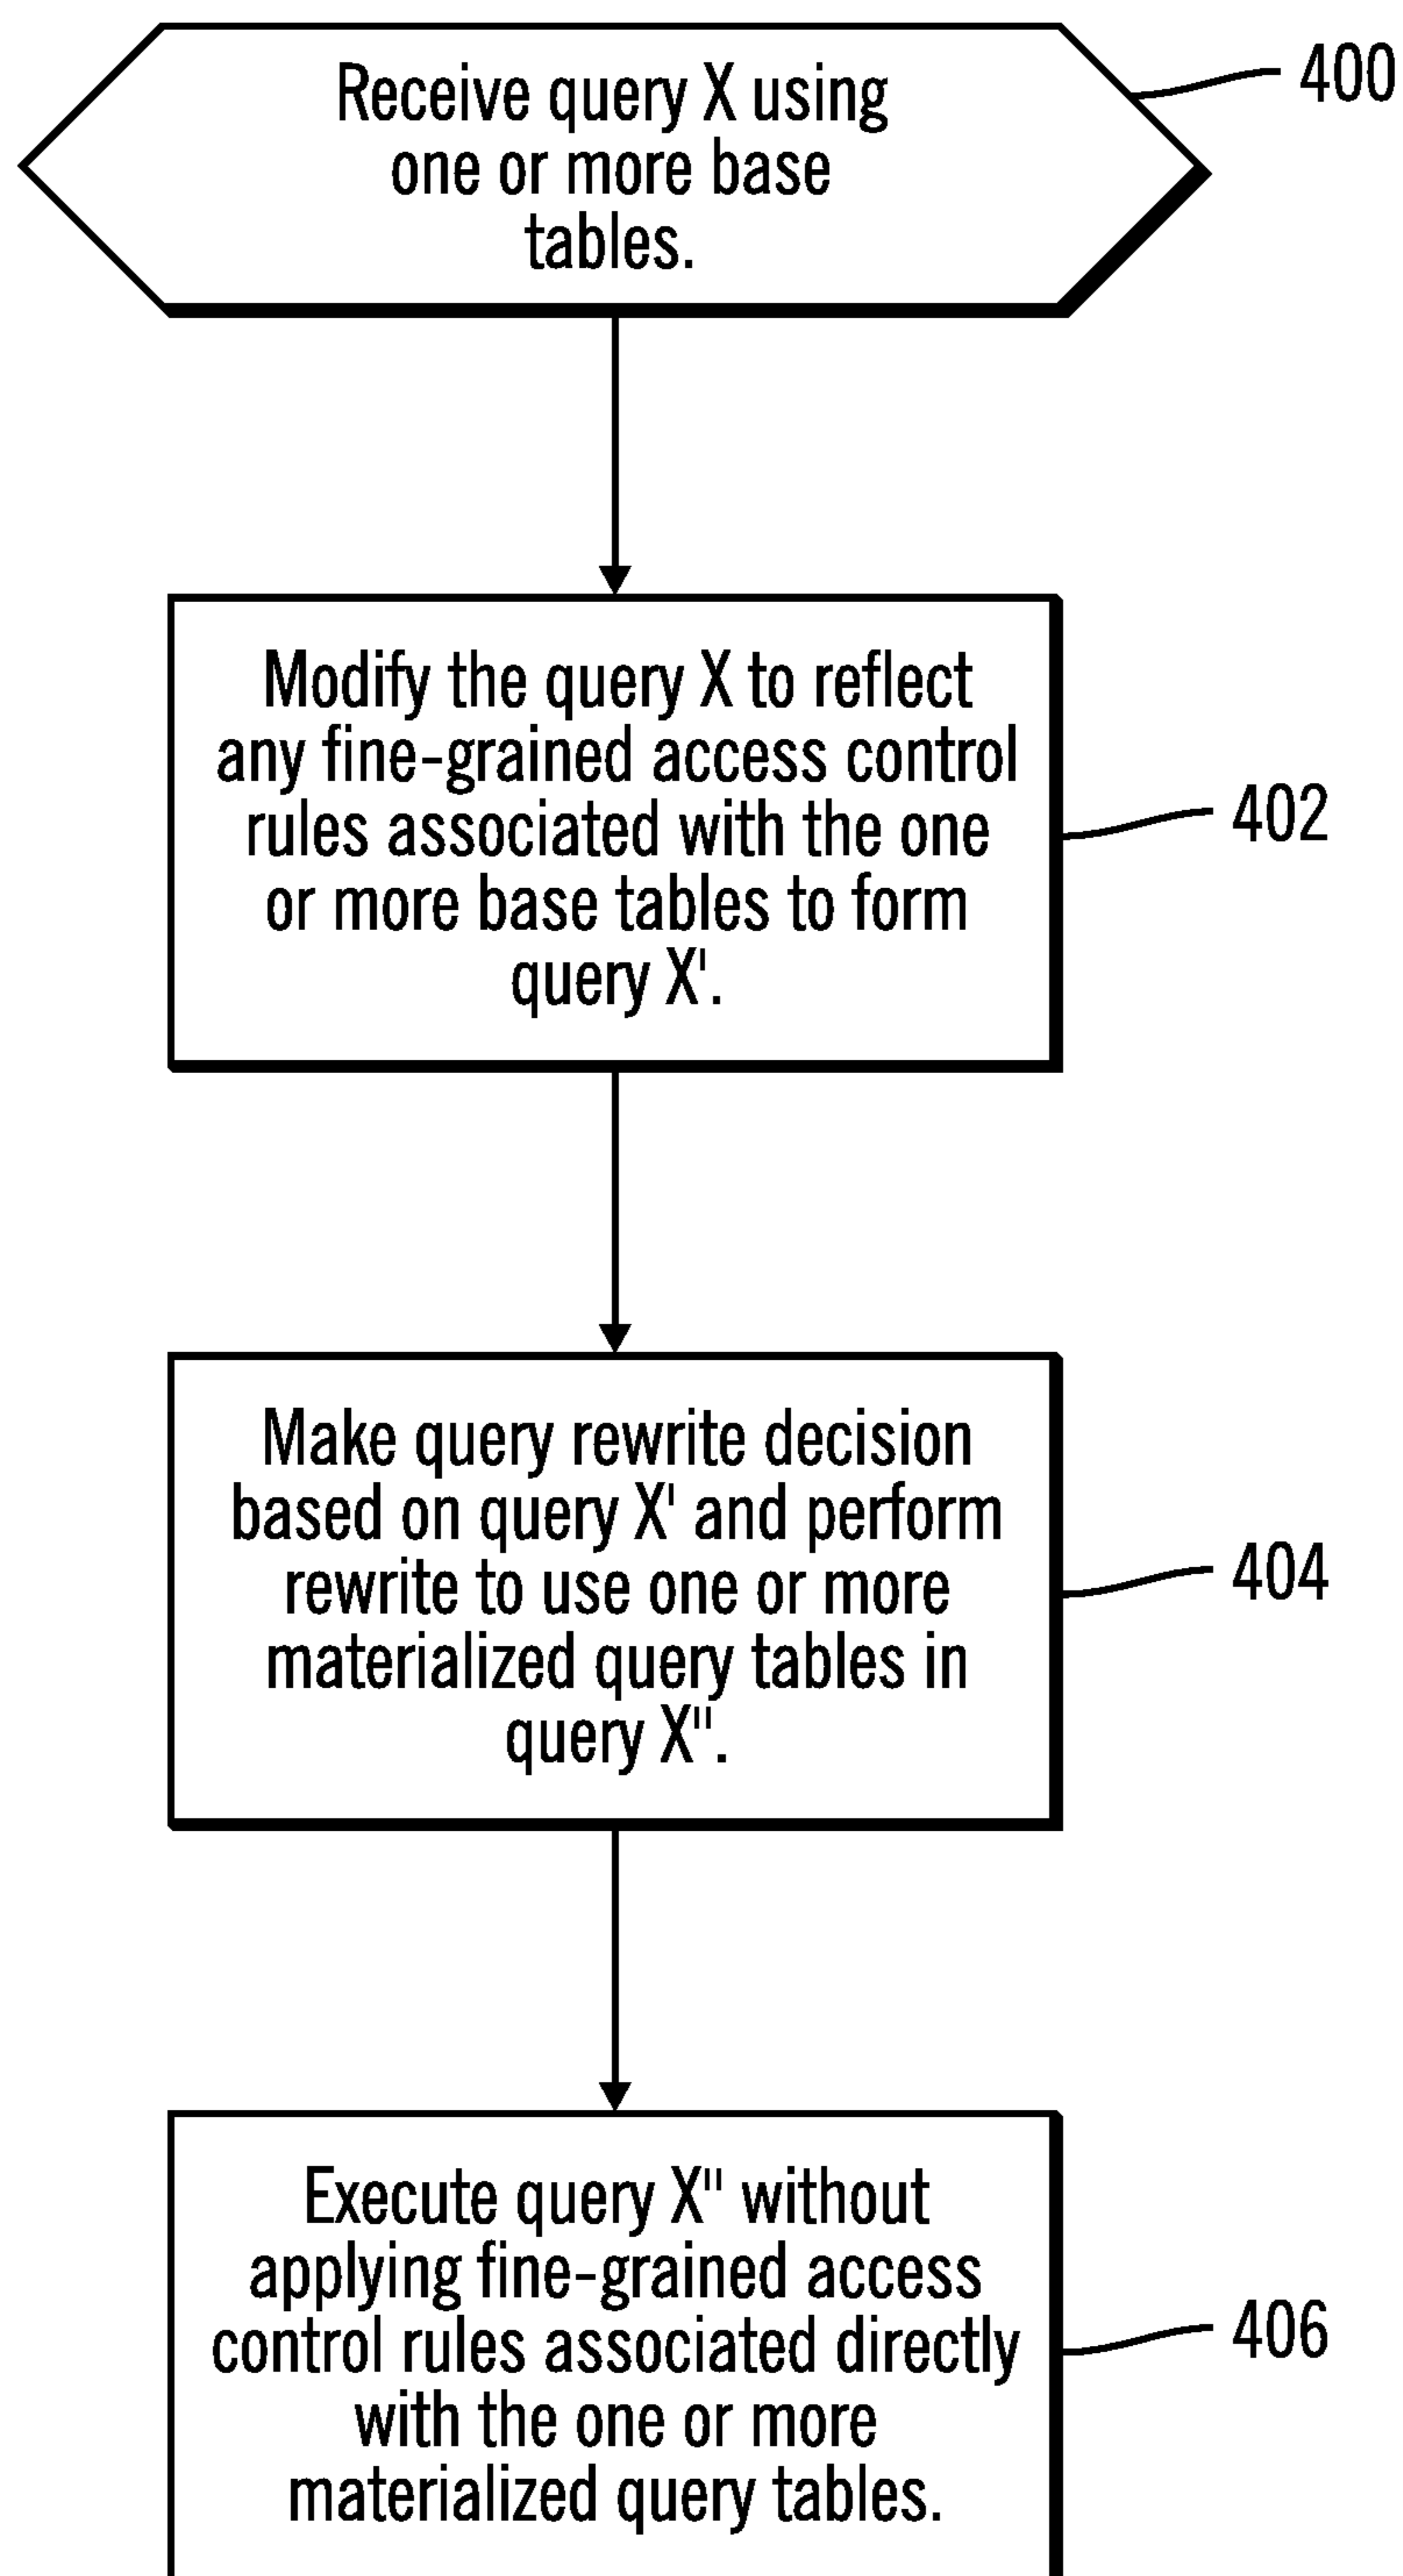 Receive query X using
one or more base
tables.
400
Modify the query X to reflect
any fine-grained access control
rules associated with the one
or more base tables to form
query X'.
402
Make query rewrite decision
based on query X' and perform
rewrite to use one or more
materialized query tables in
query X".
404
Execute query X" without
applying fine-grained access
control rules associated directly
with the one or more
materialized query tables.
406